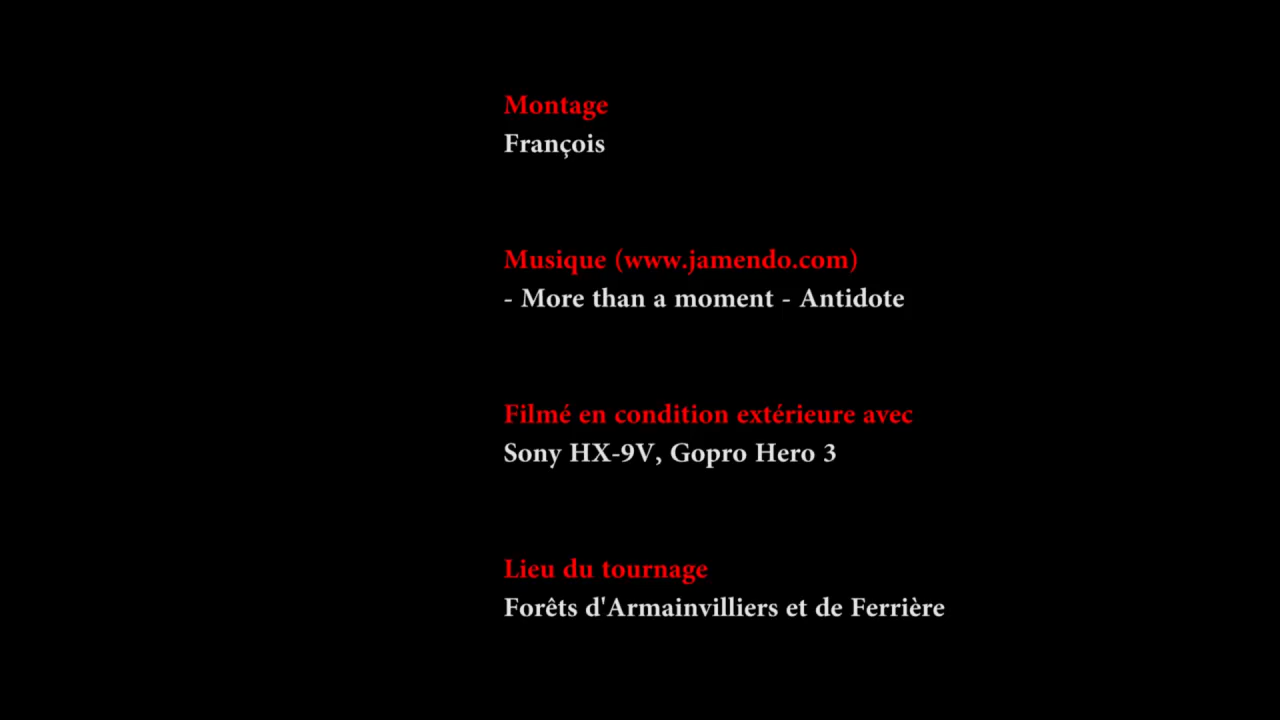 Montage
François
Musique (www.jamendo.com)
- More than a moment - Antidote
Filmé en condition extérieure avec
Sony HX-9V, Gopro Hero 3
Lieu du tournage
Forêts d'Armainvilliers et de Ferrière